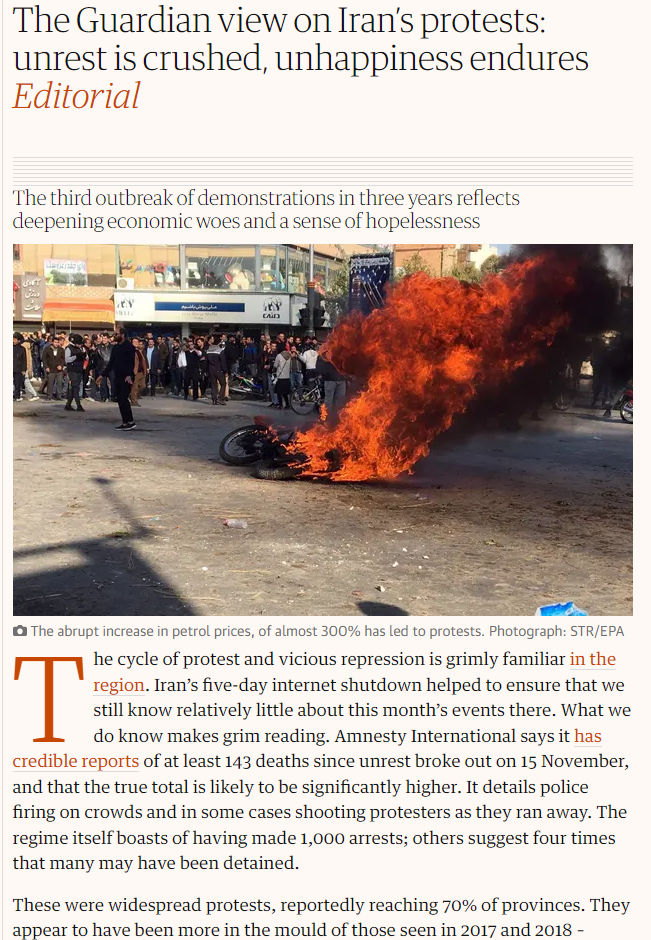 The Guardian view on Iran’s protests:
unrest is crushed, unhappiness endures
Editorial
The third outbreak of demonstrations in three years reflects
deepening economic woes and a sense of hopelessness
The abrupt increase in petrol prices, of almost 300% has led to protests. Photograph: STR/EPA
The cycle of protest and vicious repression is grimly familiar in the
region. Iran’s five-day internet shutdown helped to ensure that we
still know relatively little about this month’s events there. What we
do know makes grim reading. Amnesty International says it has
credible reports of at least 143 deaths since unrest broke out on 15 November,
and that the true total is likely to be significantly higher. It details police
firing on crowds and in some cases shooting protesters as they ran away. The
regime itself boasts of having made 1,000 arrests; others suggest four times
that many may have been detained.
These were widespread protests, reportedly reaching 70% of provinces. They
appear to have been more in the mould of those seen in 2017 and 2018 –